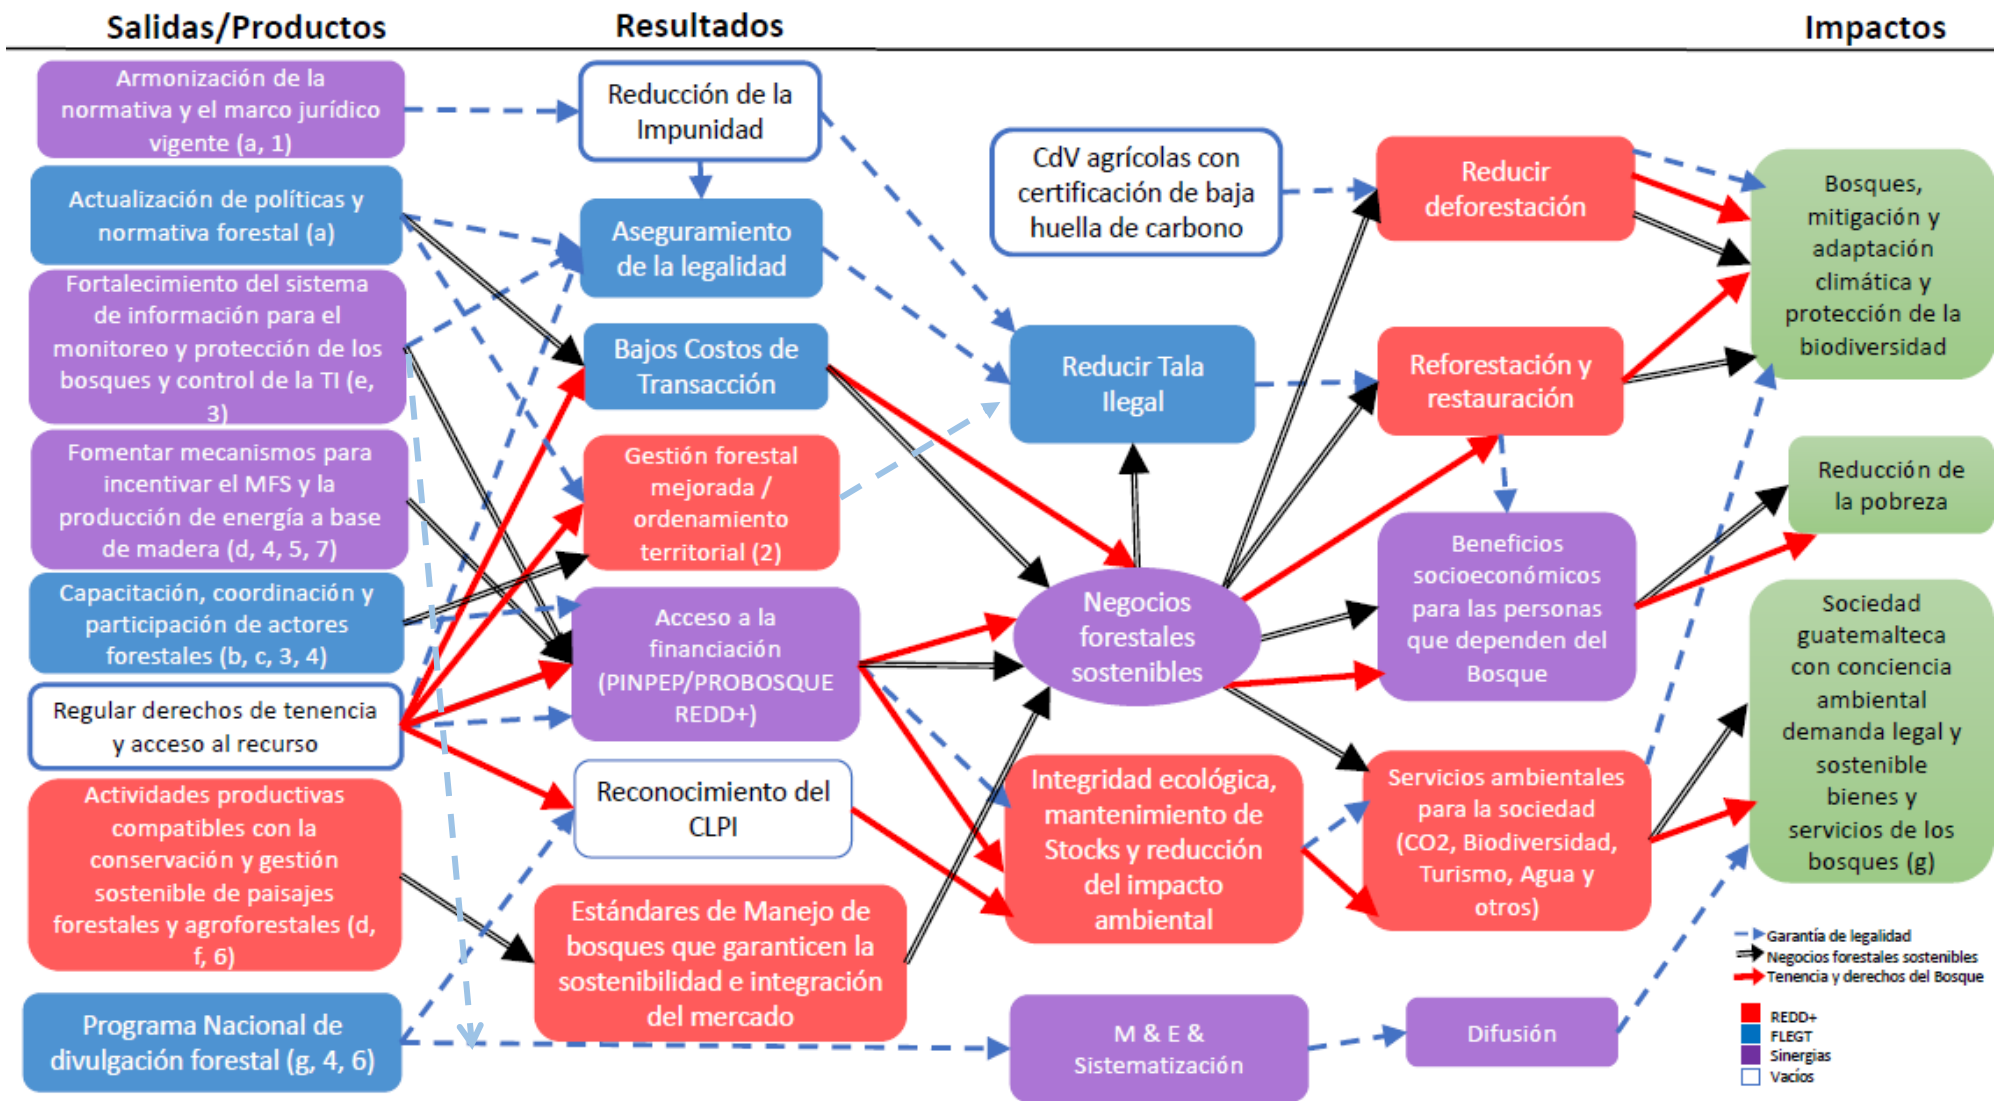 Salidas/Productos
Resultados
Impactos
Armonización de la
normativa y el marco jurídico
vigente (a, 1)
Actualización de políticas y
normativa forestal (a)
Fortalecimiento del sistema
de información para el
monitoreo y protección de los
bosques y control de la TI (e,
3)
Fomentar mecanismos para
incentivar el MFS y la
producción de energía a base
de madera (d, 4, 5, 7)
Capacitación, coordinación y
participación de actores
forestales (b, c, 3, 4)
Regular derechos de tenencia
y acceso al recurso
Actividades productivas
compatibles con la
conservación y gestión
sostenible de paisajes
forestales y agroforestales (d,
f, 6)
Programa Nacional de
divulgación forestal (g, 4, 6)
Reducción de la
Impunidad
Aseguramiento
de la legalidad
Bajos Costos de
Transacción
Gestión forestal
mejorada /
ordenamiento
territorial (2)
Acceso a la
financiación
(PINPEP/PROBOSQUE
REDD+)
Reconocimiento del
CLPI
Estándares de Manejo de
bosques que garanticen la
sostenibilidad e integración
del mercado
CdV agrícolas con
certificación de baja
huella de carbono
Reducir Tala
Ilegal
Negocios
forestales
sostenibles
Integridad ecológica,
mantenimiento de
Stocks y reducción
del impacto
ambiental
M & E &
Sistematización
Reducir
deforestación
Reforestación y
restauración
Beneficios
socioeconómicos
para las personas
que dependen del
Bosque
Servicios ambientales
para la sociedad
(CO2, Biodiversidad,
Turismo, Agua y
otros)
Difusión
Bosques,
mitigación y
adaptación
climática y
protección de la
biodiversidad
Reducción de
la pobreza
Sociedad
guatemalteca
con conciencia
ambiental
demanda legal y
sostenible
bienes y
servicios de los
bosques (g)
Garantía de legalidad
Negocios forestales sostenibles
Tenencia y derechos del Bosque
REDD+
FLEGT
Sinergias
Vacíos